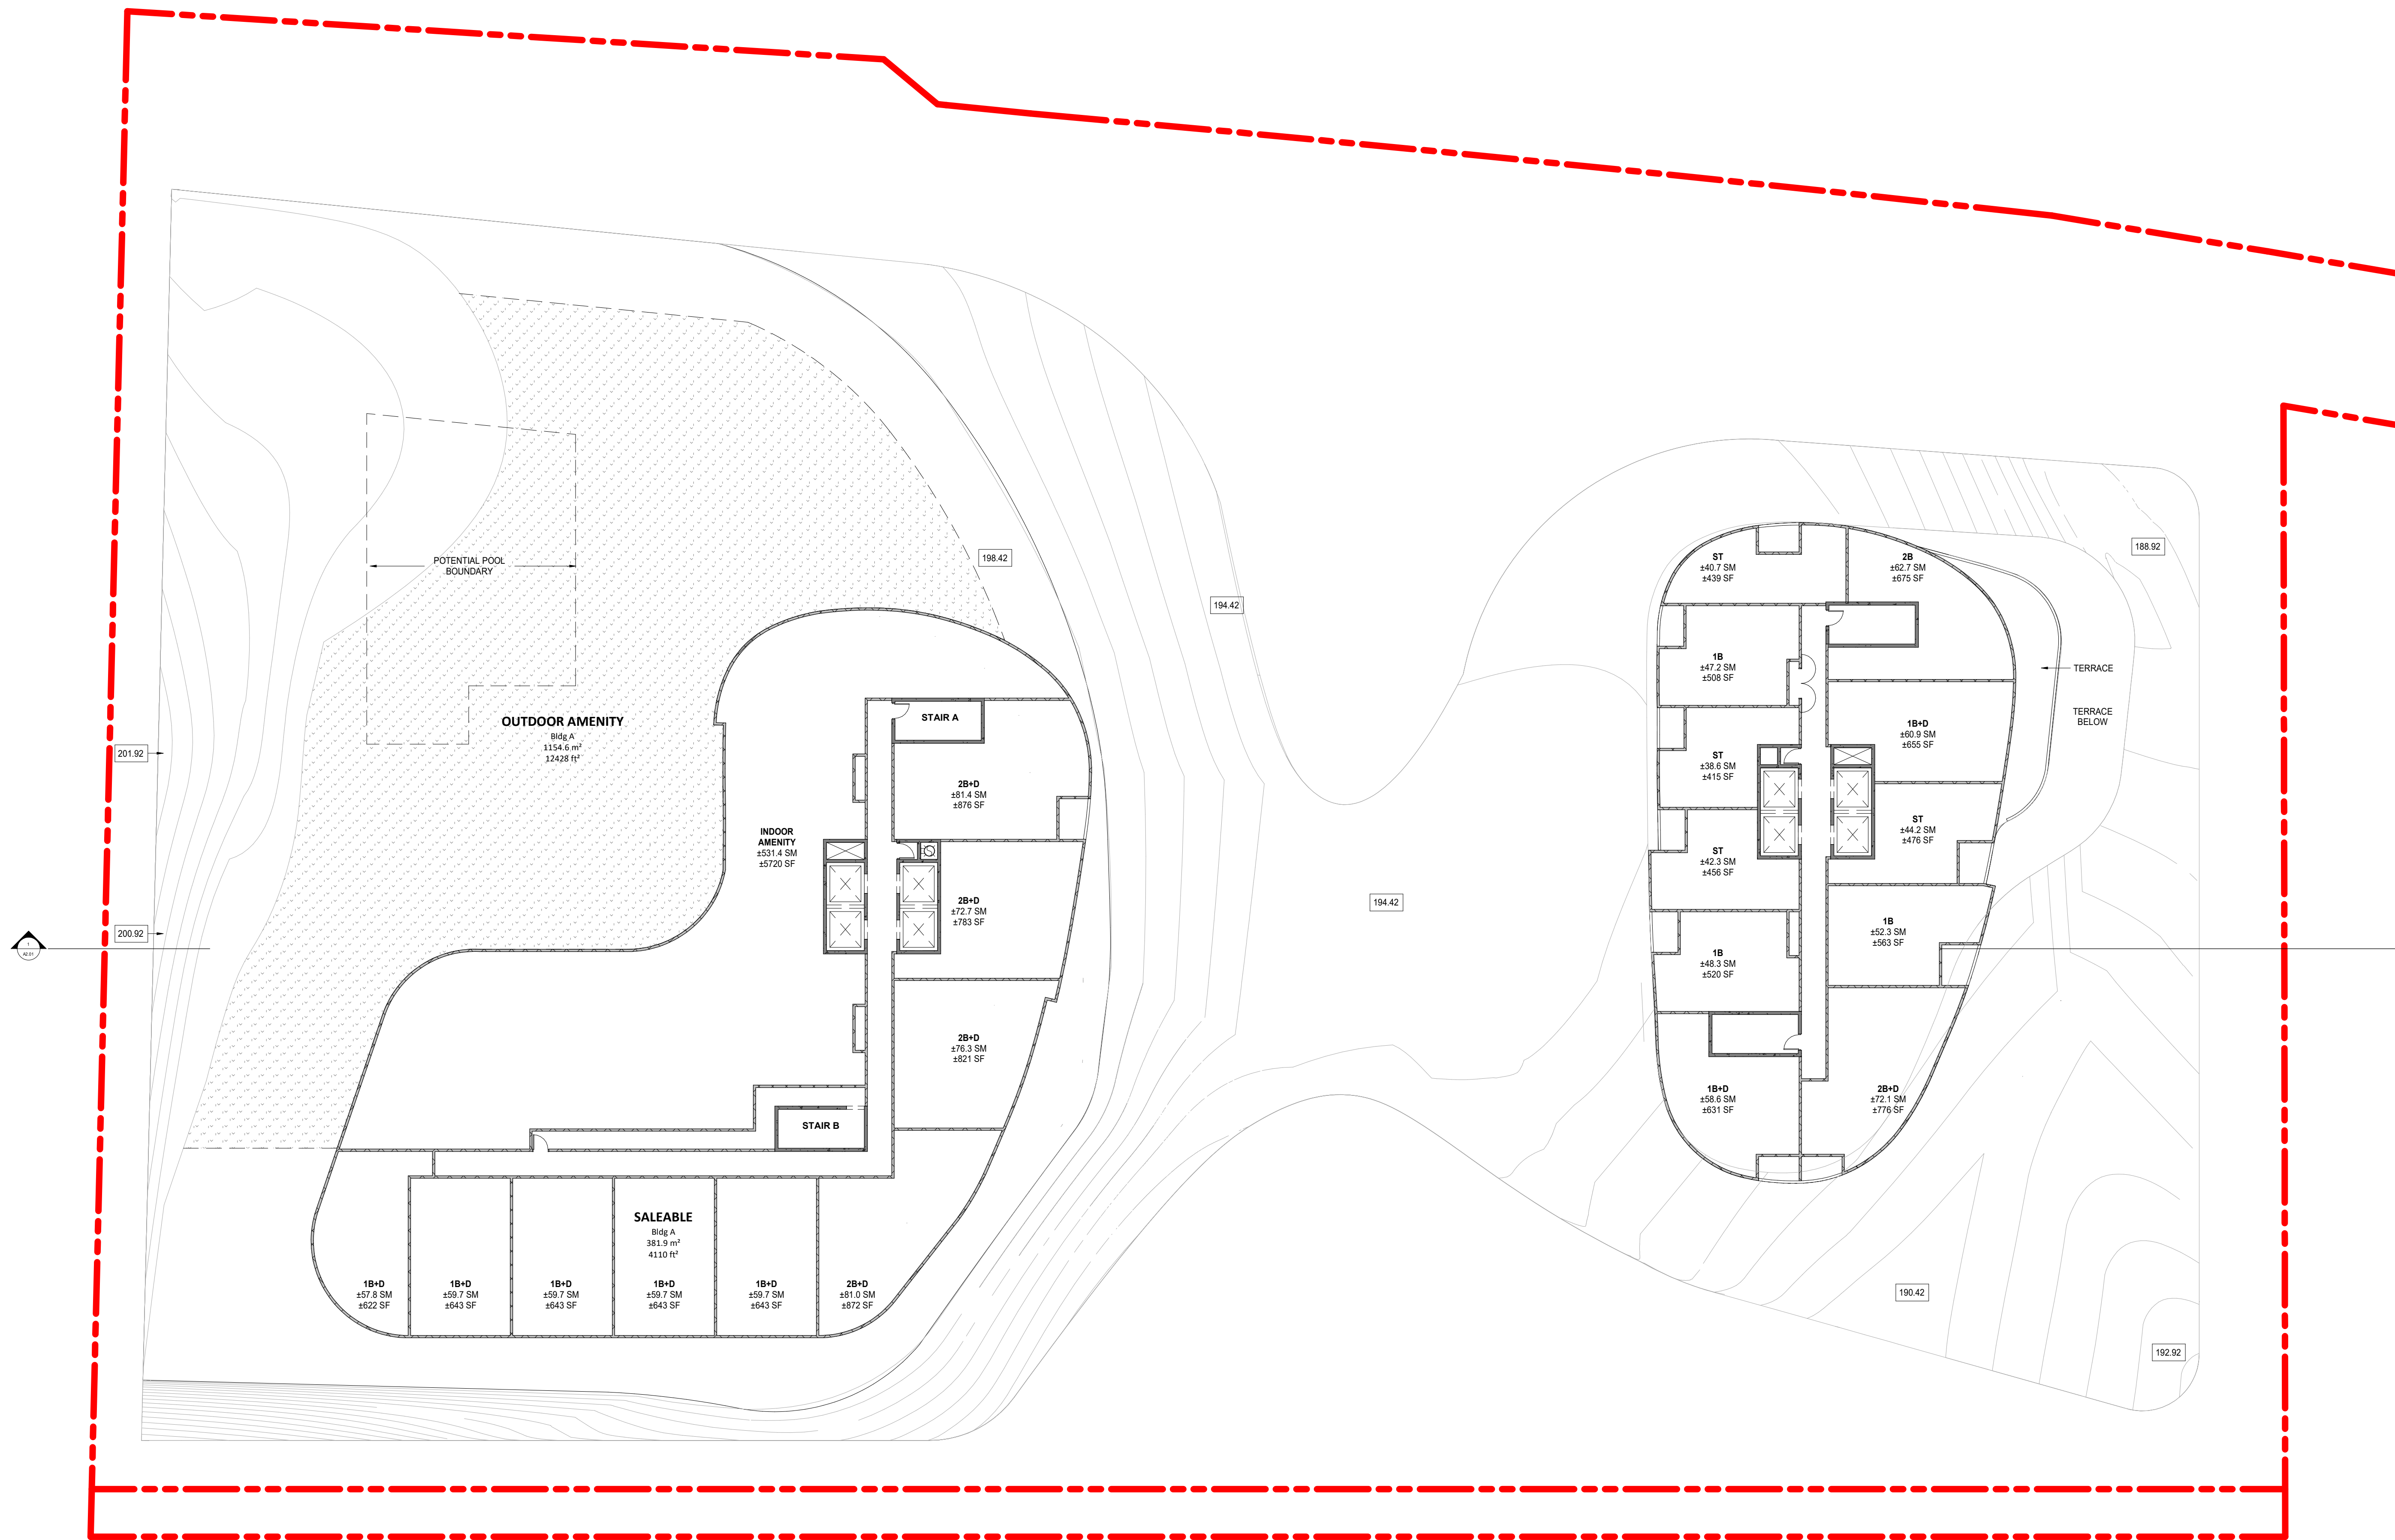 198.42
188.92
POTENTIAL POOL
BOUNDARY
194.42
OUTDOOR AMENITY
Bldg A
1154.6 m²
12428 ft²
201.92
200.92
1
A2.51
STAIR A
2B+D
±81.4 SM
±876 SF
INDOOR
AMENITY
±531.4 SM
±5720 SF
2B+D
±72.7 SM
±783 SF
2B+D
±76.3 SM
±821 SF
STAIR B
SALEABLE
Bldg A
381.9 m²
4110 ft²
1B+D
±57.8 SM
±622 SF
1B+D
±59.7 SM
±643 SF
1B+D
±59.7 SM
±643 SF
1B+D
±59.7 SM
±643 SF
1B+D
±59.7 SM
±643 SF
2B+D
±81.0 SM
±872 SF
194.42
ST
±40.7 SM
±439 SF
2B
±62.7 SM
±675 SF
1B
±47.2 SM
±508 SF
TERRACE
TERRACE
BELOW
1B+D
±60.9 SM
±655 SF
ST
±38.6 SM
±415 SF
ST
±44.2 SM
±476 SF
ST
±42.3 SM
±456 SF
1B
±52.3 SM
±563 SF
1B
±48.3 SM
±520 SF
1B+D
±58.6 SM
±631 SF
2B+D
±72.1 SM
±776 SF
190.42
192.92